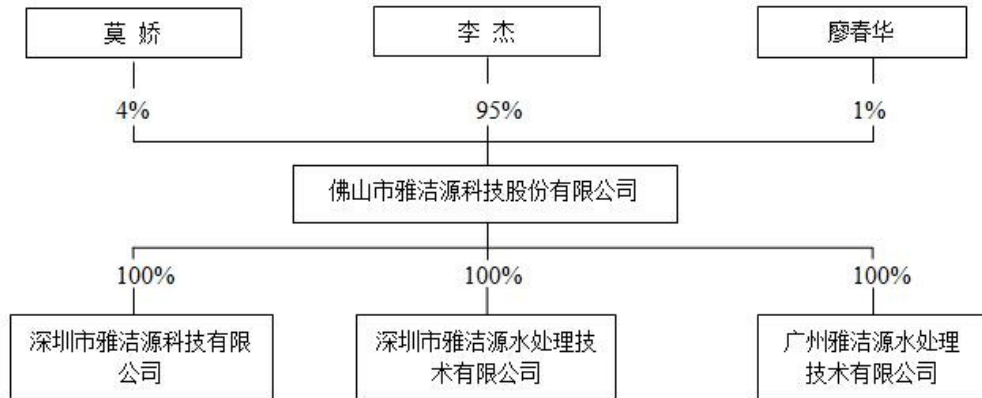 莫 娇
李 杰
廖春华
4%
95%
1%
佛山市雅洁源科技股份有限公司
100%
100%
100%
深圳市雅洁源科技有限
公司
深圳市雅洁源水处理技
术有限公司
广州雅洁源水处理
技术有限公司